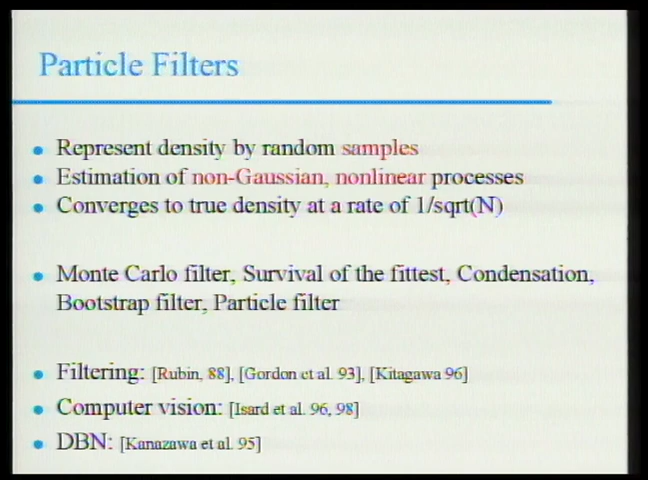 Particle Filters
Represent density by random samples
Estimation of non-Gaussian, nonlinear processes
Converges to true density at a rate of 1/sqrt(N)
Monte Carlo filter, Survival of the fittest, Condensation,
Bootstrap filter, Particle filter
Filtering: [Rubin, 88], [Gordon et al. 93], [Kitagawa 96]
Computer vision: [Isard et al. 96, 98]
DBN: [Kanazawa et al. 95]